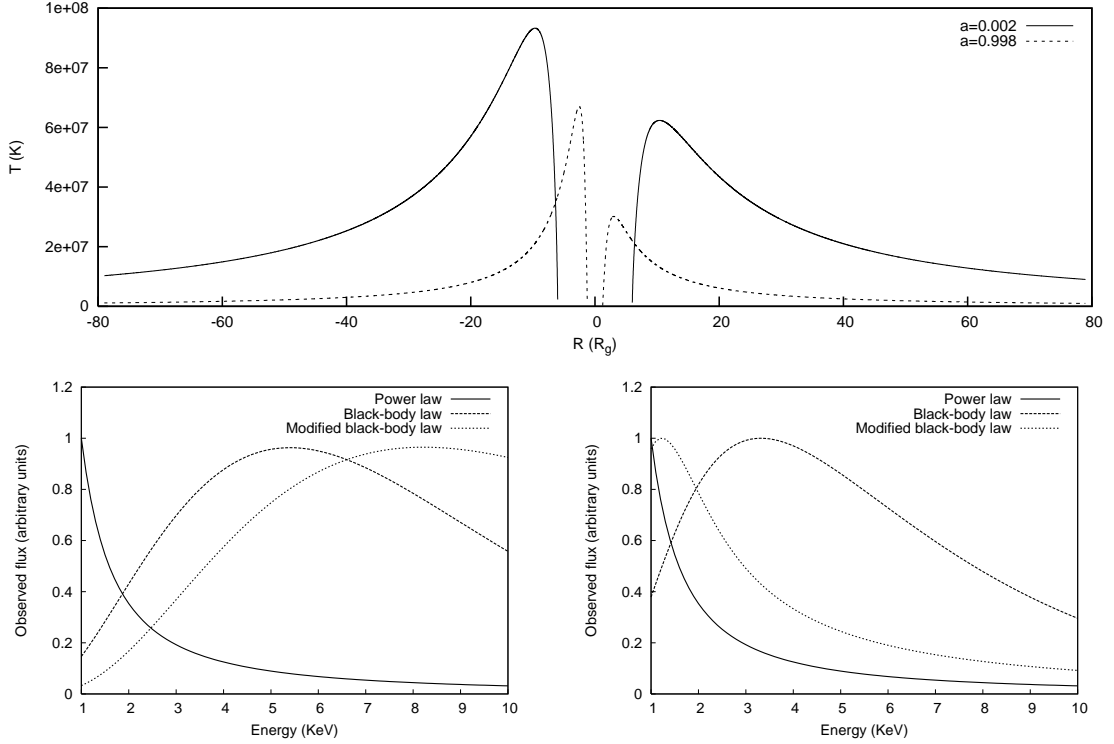 1e+08
8e+07
6e+07
4e+07
2e+07
0
T (K)
a=0.002
a=0.998
-80 -60 -40 -20 0 20 40 60 80
R (Rg)
1.2
1
0.8
0.6
0.4
0.2
0
Observed flux (arbitrary units)
Power law
Black-body law
Modified black-body law
1 2 3 4 5 6 7 8 9 10
Energy (KeV)
1.2
1
0.8
0.6
0.4
0.2
0
Observed flux (arbitrary units)
Power law
Black-body law
Modified black-body law
1 2 3 4 5 6 7 8 9 10
Energy (KeV)